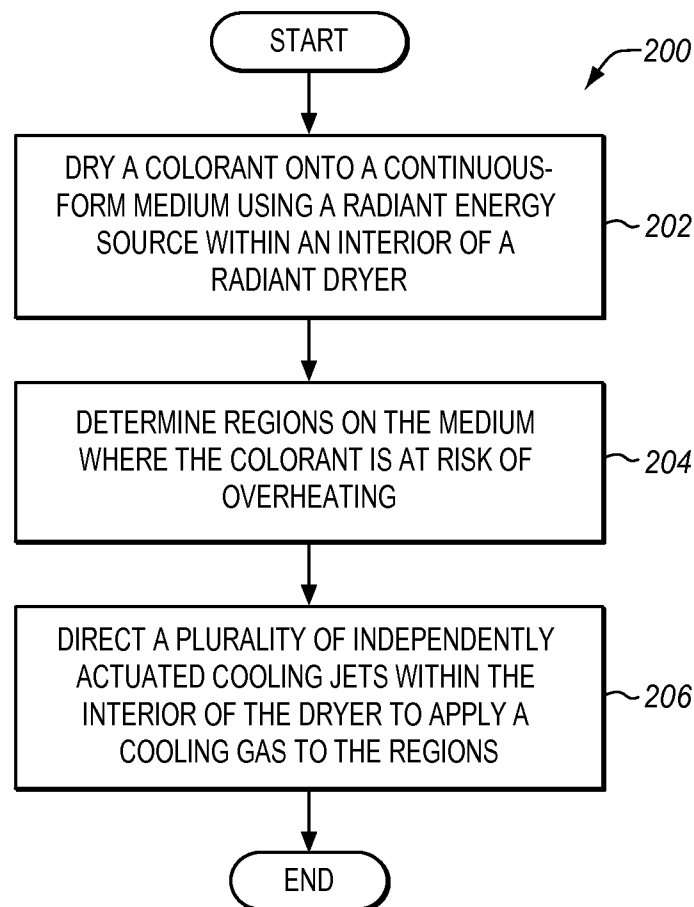 START
200
DRY A COLORANT ONTO A CONTINUOUS-
FORM MEDIUM USING A RADIANT ENERGY
SOURCE WITHIN AN INTERIOR OF A
RADIANT DRYER
202
DETERMINE REGIONS ON THE MEDIUM
WHERE THE COLORANT IS AT RISK OF
OVERHEATING
204
DIRECT A PLURALITY OF INDEPENDENTLY
ACTUATED COOLING JETS WITHIN THE
INTERIOR OF THE DRYER TO APPLY A
COOLING GAS TO THE REGIONS
206
END